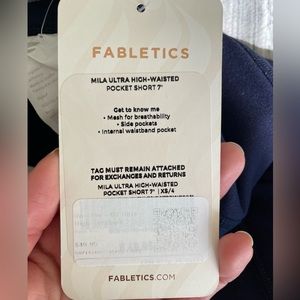 FABLETICS
MILA ULTRA HIGH-WAISTED
POCKET SHORT 7"
Get to know me
• Mesh for breathability
• Side pockets
• Internal waistband pocket
TAG MUST REMAIN ATTACHED
FOR EXCHANGES AND RETURNS
MILA ULTRA HIGH-WAISTED
POCKET SHORT 7" | XS/4
FABLETICS.COM